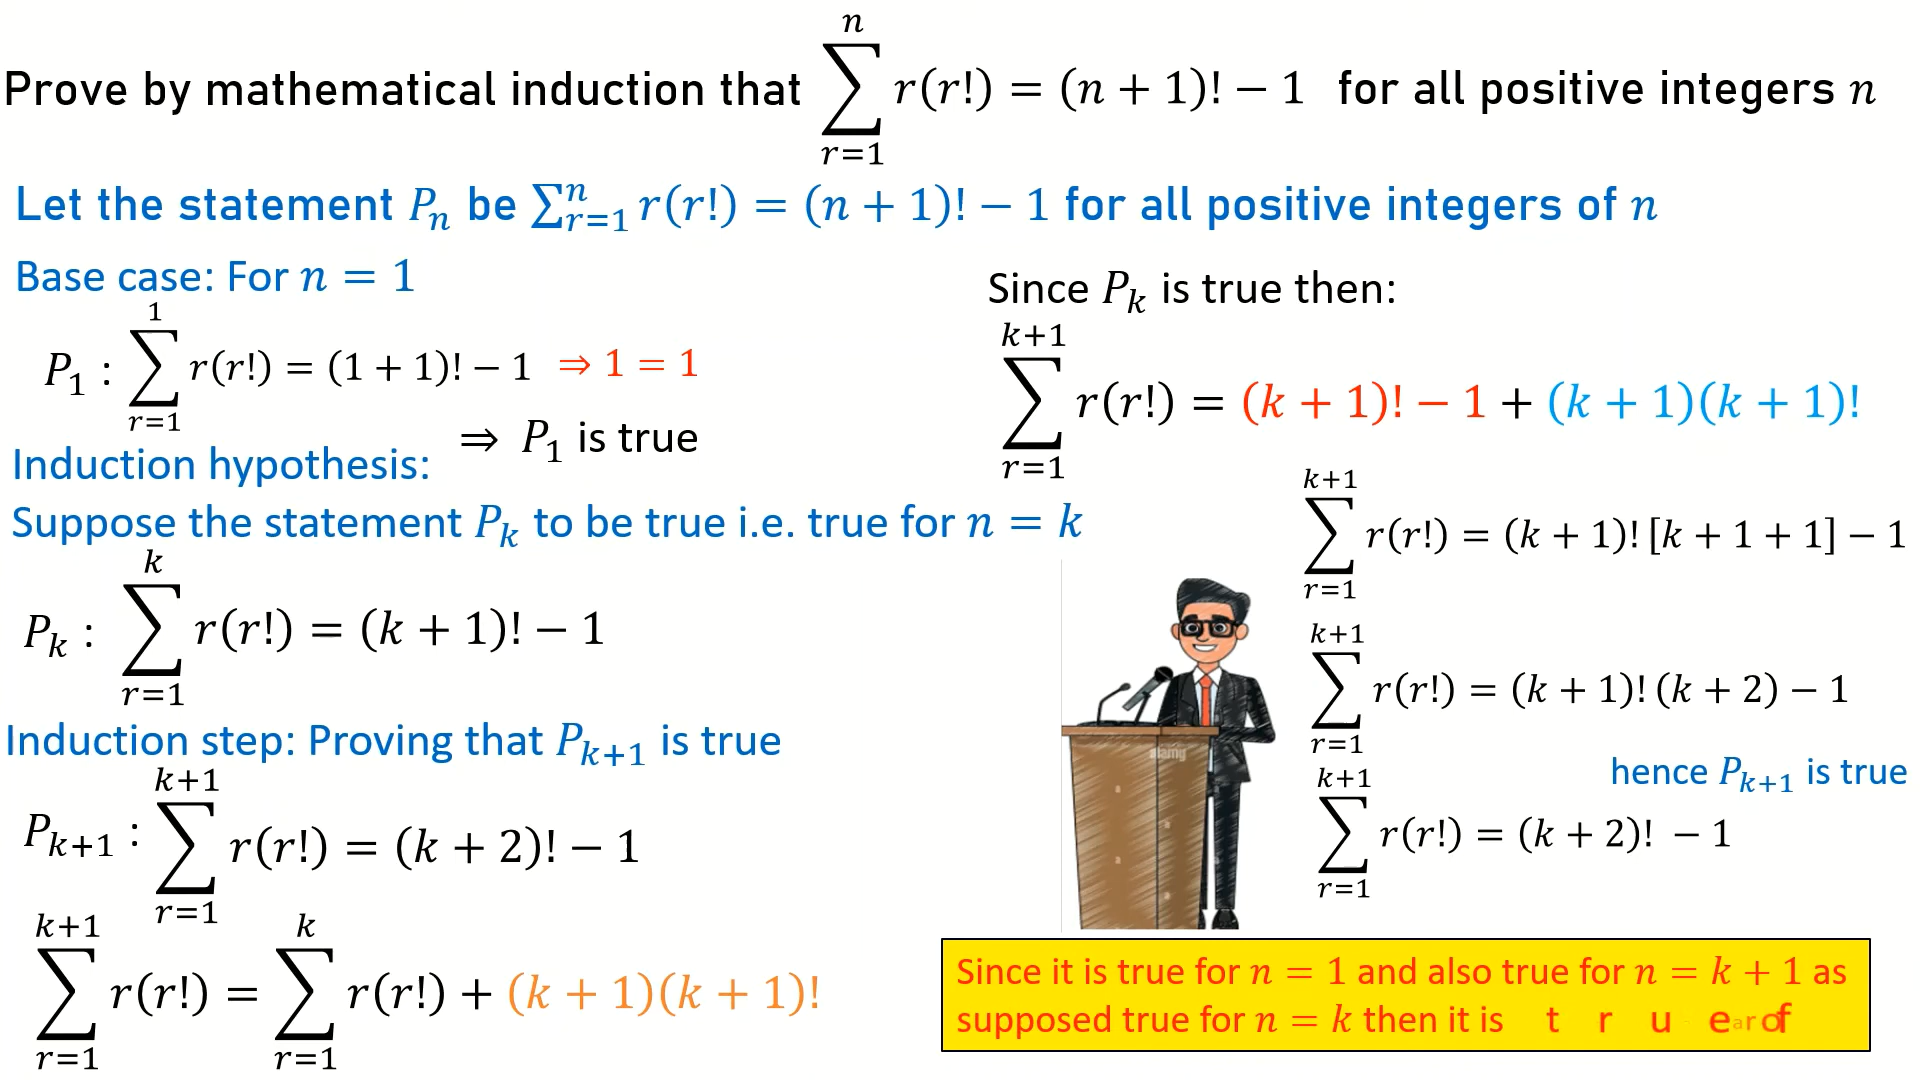 Prove by mathematical induction that ∑_{r=1}^{n} r(r!) = (n + 1)! − 1 for all positive integers n
Let the statement P_n be ∑_{r=1}^{n} r(r!) = (n + 1)! − 1 for all positive integers of n
Base case: For n = 1
P_1 : ∑_{r=1}^{1} r(r!) = (1 + 1)! − 1 ⇒ 1 = 1
⇒ P_1 is true
Induction hypothesis:
Suppose the statement P_k to be true i.e. true for n = k
P_k : ∑_{r=1}^{k} r(r!) = (k + 1)! − 1
Induction step: Proving that P_{k+1} is true
P_{k+1} : ∑_{r=1}^{k+1} r(r!) = (k + 2)! − 1
∑_{r=1}^{k+1} r(r!) = ∑_{r=1}^{k} r(r!) + (k + 1)(k + 1)!
Since P_k is true then:
∑_{r=1}^{k+1} r(r!) = (k + 1)! − 1 + (k + 1)(k + 1)!
∑_{r=1}^{k+1} r(r!) = (k + 1)! [k + 1 + 1] − 1
∑_{r=1}^{k+1} r(r!) = (k + 1)! (k + 2) − 1
hence P_{k+1} is true
∑_{r=1}^{k+1} r(r!) = (k + 2)! − 1
alamy
Since it is true for n = 1 and also true for n = k + 1 as
supposed true for n = k then it is t r u e